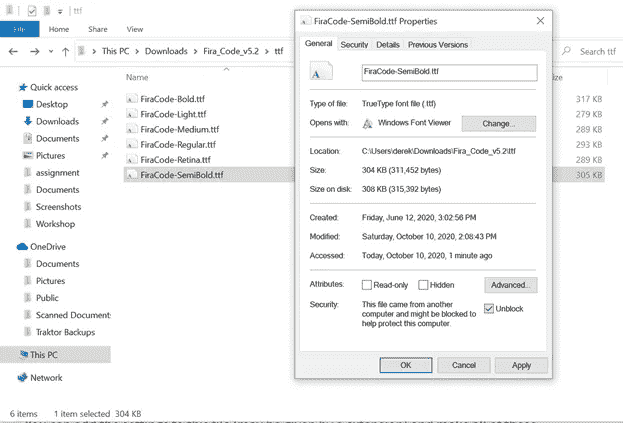 ttf
File
Home
Share
View
This PC > Downloads > Fira_Code_v5.2 > ttf
Search ttf
Name
Size
Quick access
Desktop
Downloads
Documents
Pictures
assignment
Documents
Screenshots
Workshop
OneDrive
Documents
Pictures
Public
Scanned Documents
Traktor Backups
This PC
Network
FiraCode-Bold.ttf 317 KB
FiraCode-Light.ttf 279 KB
FiraCode-Medium.ttf 289 KB
FiraCode-Regular.ttf 293 KB
FiraCode-Retina.ttf 289 KB
FiraCode-SemiBold.ttf 305 KB
6 items 1 item selected 304 KB
FiraCode-SemiBold.ttf Properties
General Security Details Previous Versions
FiraCode-SemiBold.ttf
Type of file: TrueType font file (.ttf)
Opens with: Windows Font Viewer Change...
Location: C:\Users\derek\Downloads\Fira_Code_v5.2\ttf
Size: 304 KB (311,452 bytes)
Size on disk: 308 KB (315,392 bytes)
Created: Friday, June 12, 2020, 3:02:56 PM
Modified: Saturday, October 10, 2020, 2:08:43 PM
Accessed: Today, October 10, 2020, 1 minute ago
Attributes: Read-only Hidden Advanced...
Security: This file came from another
computer and might be blocked to
help protect this computer.
Unblock
OK Cancel Apply